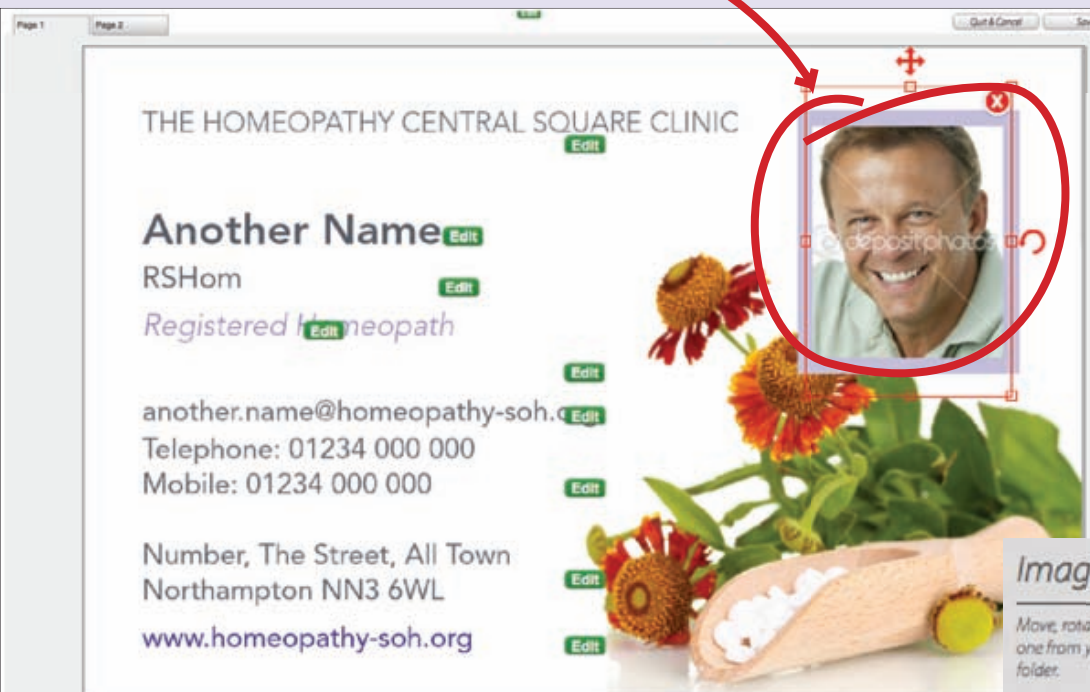 Page 1
Page 2
Edit
Quit & Cancel
THE HOMEOPATHY CENTRAL SQUARE CLINIC
Edit
Another Name
Edit
RSHom
Edit
Registered Homeopath
Edit
Edit
another.name@homeopathy-soh.
Edit
Telephone: 01234 000 000
Mobile: 01234 000 000
Edit
Number, The Street, All Town
Edit
Northampton NN3 6WL
www.homeopathy-soh.org
Edit
depositphotos
Imag
Move, rota
one from y
folder.